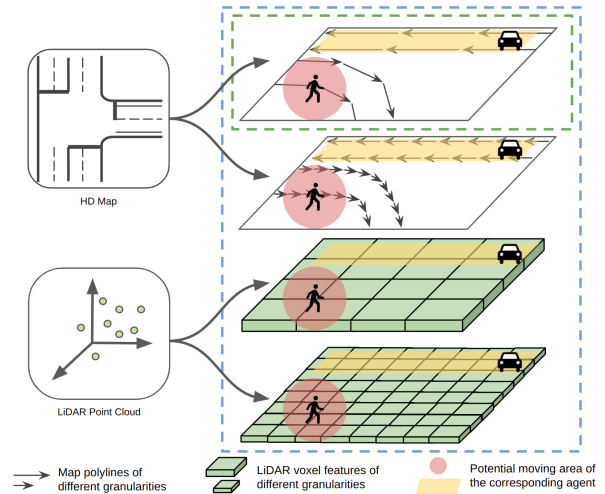 HD Map
LiDAR Point Cloud
Map polylines of
different granularities
LiDAR voxel features of
different granularities
Potential moving area of
the corresponding agent